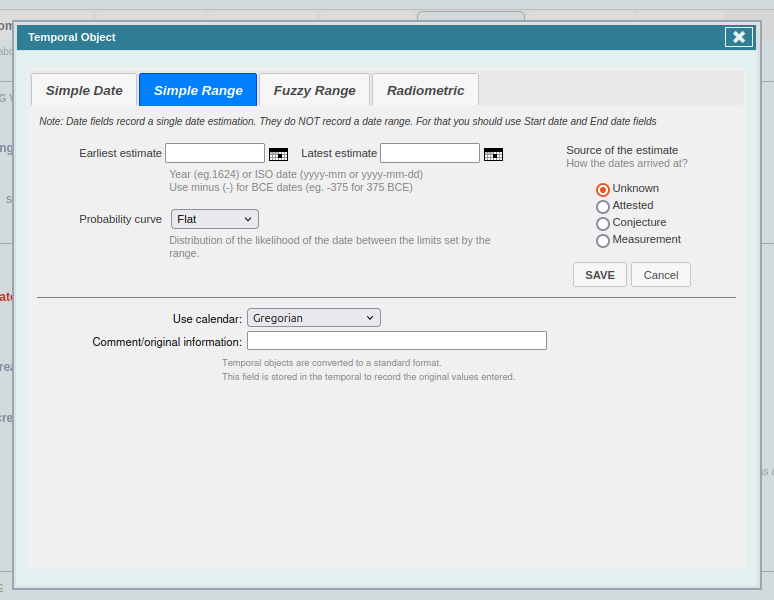 Temporal Object
Simple Date Simple Range Fuzzy Range Radiometric
Note: Date fields record a single date estimation. They do NOT record a date range. For that you should use Start date and End date fields
Earliest estimate Latest estimate
Year (eg.1624) or ISO date (yyyy-mm or yyyy-mm-dd)
Use minus (-) for BCE dates (eg. -375 for 375 BCE)
Probability curve Flat
Distribution of the likelihood of the date between the limits set by the
range.
Source of the estimate
How the dates arrived at?
Unknown
Attested
Conjecture
Measurement
SAVE Cancel
Use calendar: Gregorian
Comment/original information:
Temporal objects are converted to a standard format.
This field is stored in the temporal to record the original values entered.